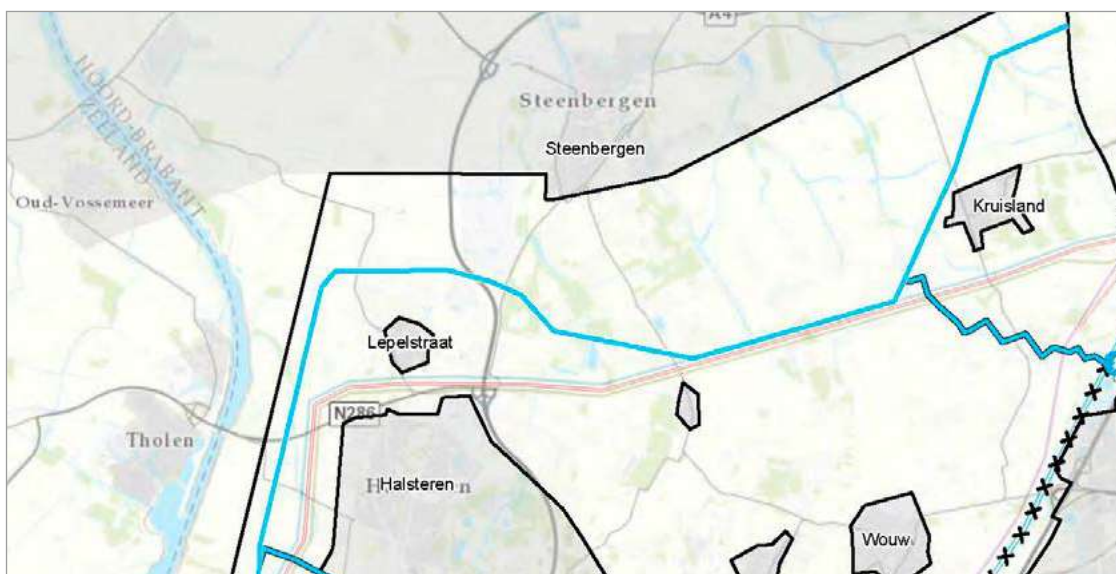 A4
Steenbergen
Steenbergen
NOORD-BRABANT
ZEELAND
Oud-Vossemeer
Kruisland
Lepelstraat
N286
Tholen
Halsteren
Wouw